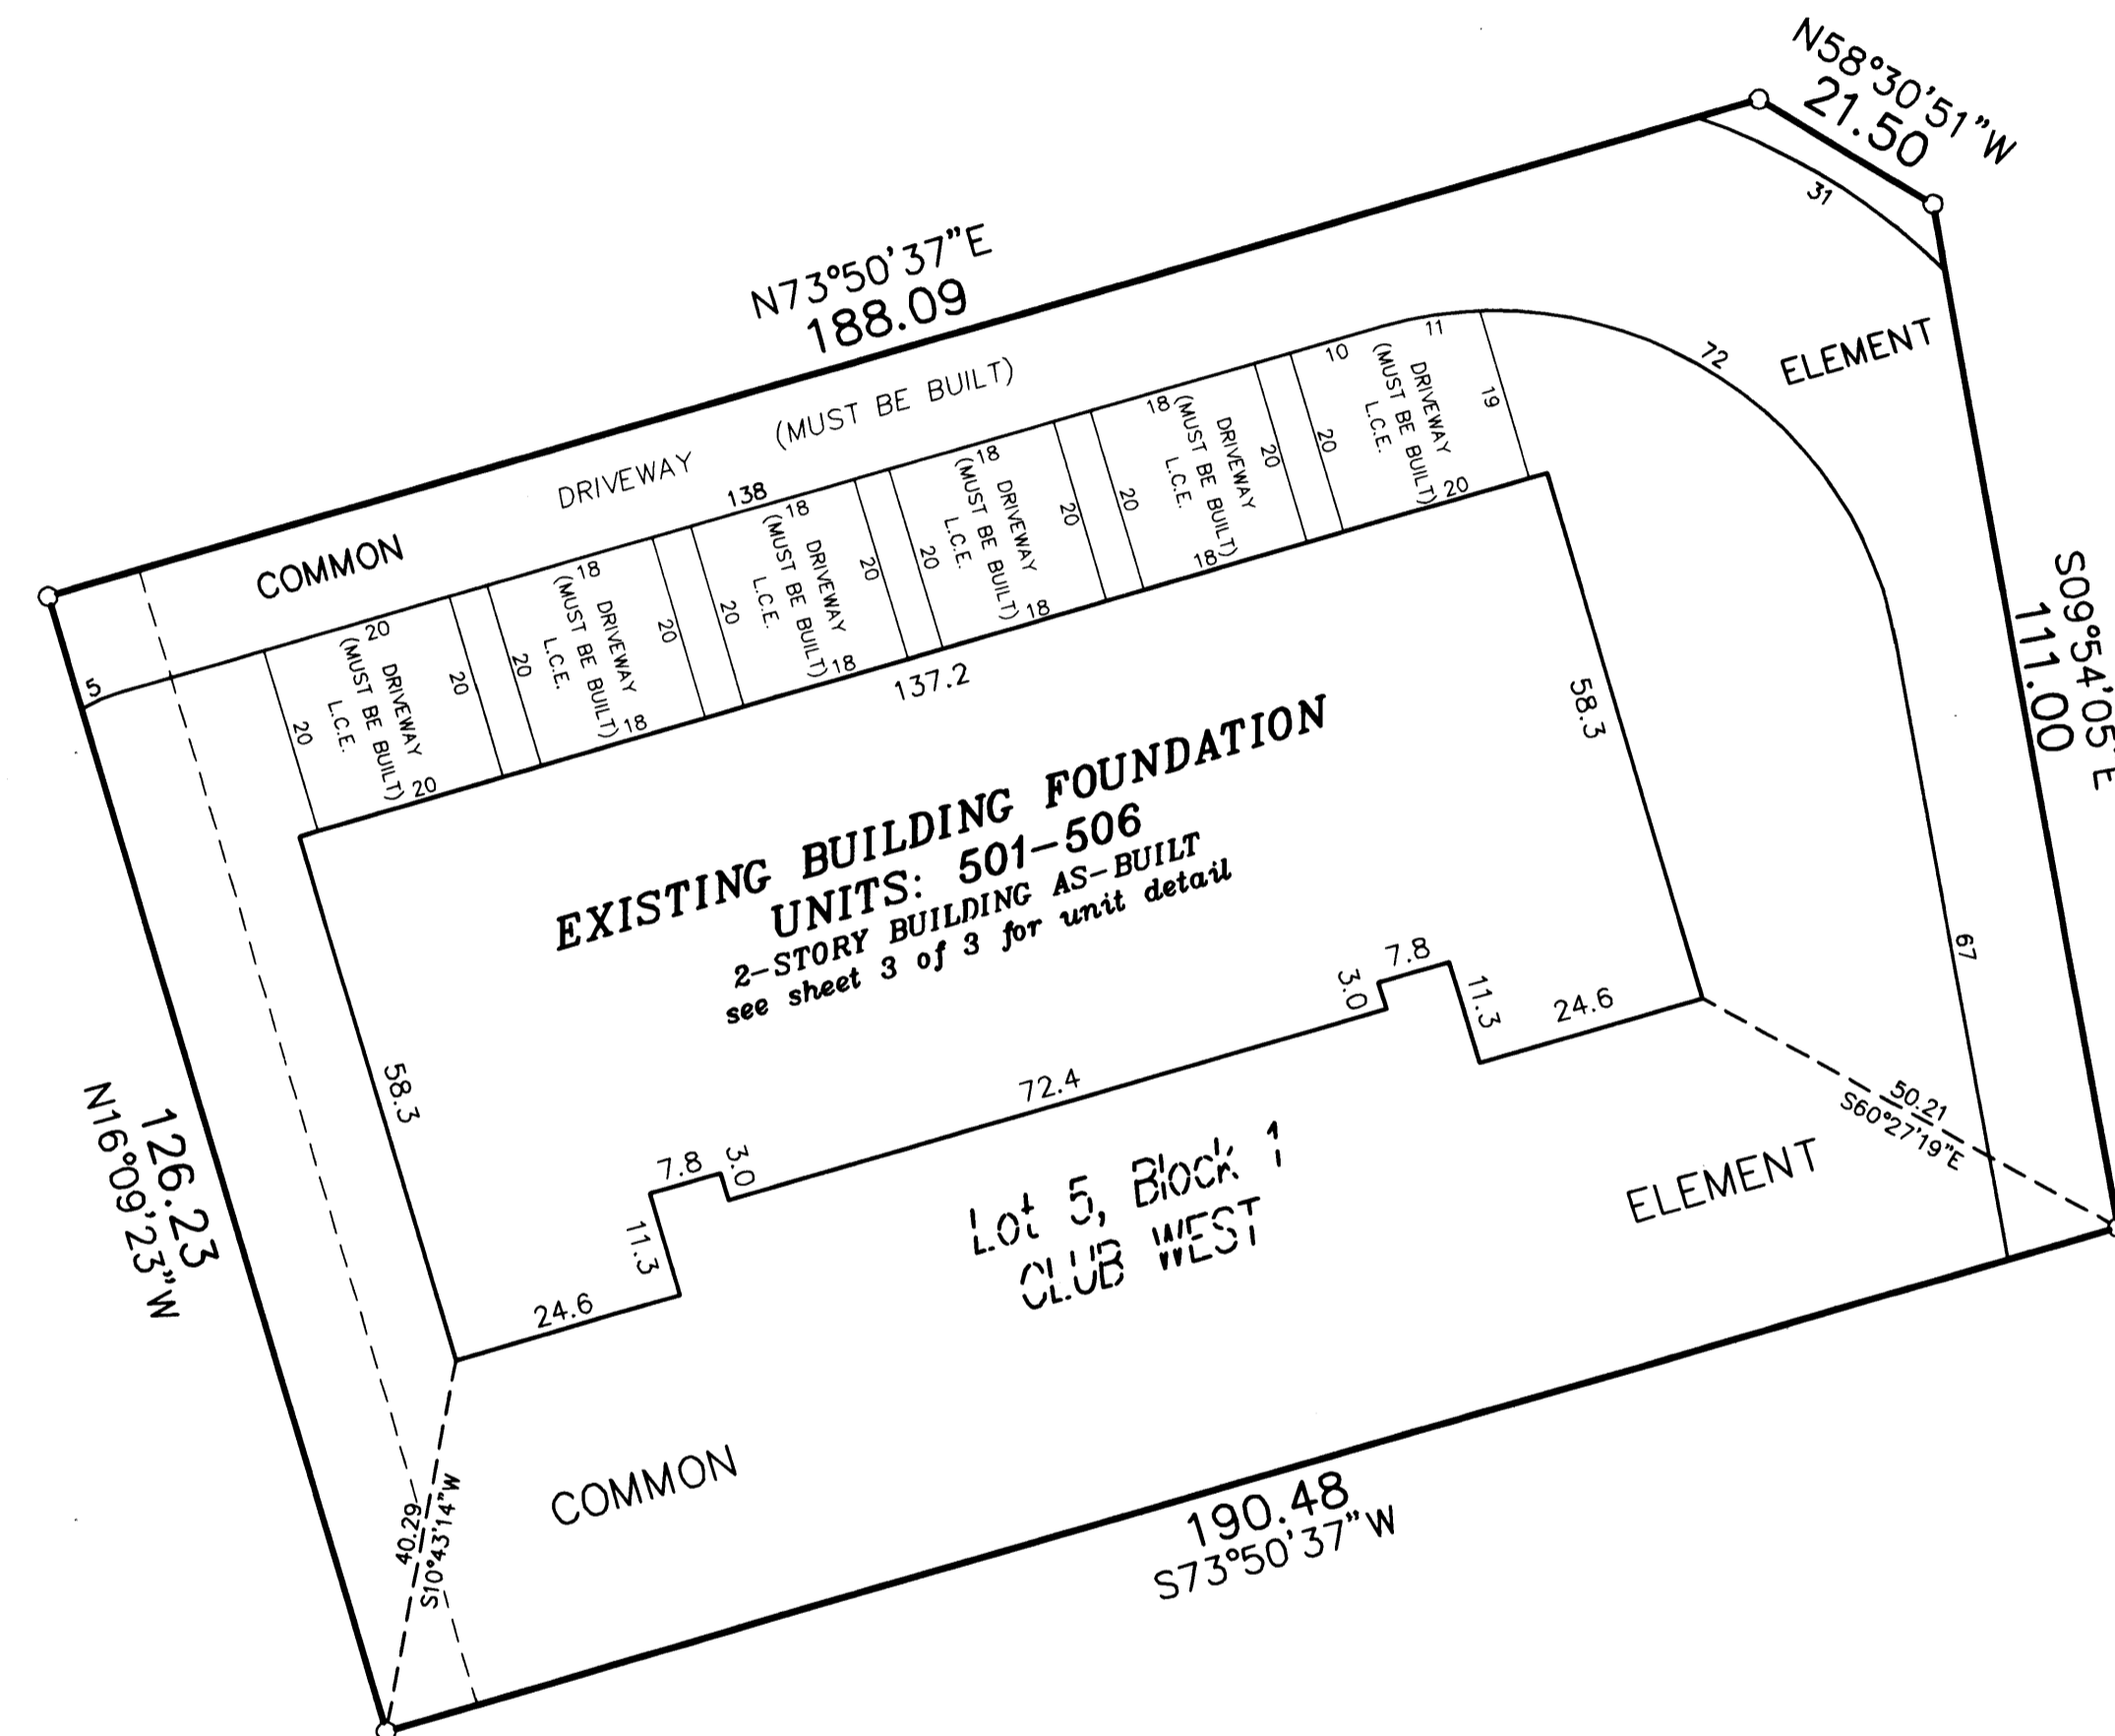 N58°30'51"W
21.50
31
N73°50'37"E
188.09
ELEMENT
72
DRIVEWAY (MUST BE BUILT)
COMMON
138
5
20
DRIVEWAY
(MUST BE BUILT)
L.C.E.
20
20
20
18
DRIVEWAY
(MUST BE BUILT)
L.C.E.
20
20
18
18
DRIVEWAY
(MUST BE BUILT)
L.C.E.
20
20
18
18
DRIVEWAY
(MUST BE BUILT)
L.C.E.
20
20
18
18
DRIVEWAY
(MUST BE BUILT)
L.C.E.
20
20
18
10
11
DRIVEWAY
(MUST BE BUILT)
L.C.E.
20
19
20
137.2
58.3
S09°54'05"E
111.00
EXISTING BUILDING FOUNDATION
UNITS: 501-506
2-STORY BUILDING AS-BUILT
see sheet 3 of 3 for unit detail
67
58.3
7.8
3.0
11.3
24.6
72.4
7.8
3.0
11.3
24.6
50.21
S60°27'19"E
ELEMENT
Lot 5, Block 1
CLUB WEST
126.23
N16°09'23"W
COMMON
40.29
S10°43'14"W
190.48
S73°50'37"W